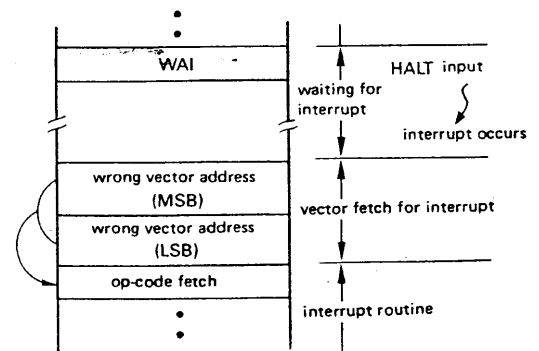 WAI
waiting for
interrupt
HALT input
interrupt occurs
wrong vector address
(MSB)
vector fetch for interrupt
wrong vector address
(LSB)
op-code fetch
interrupt routine